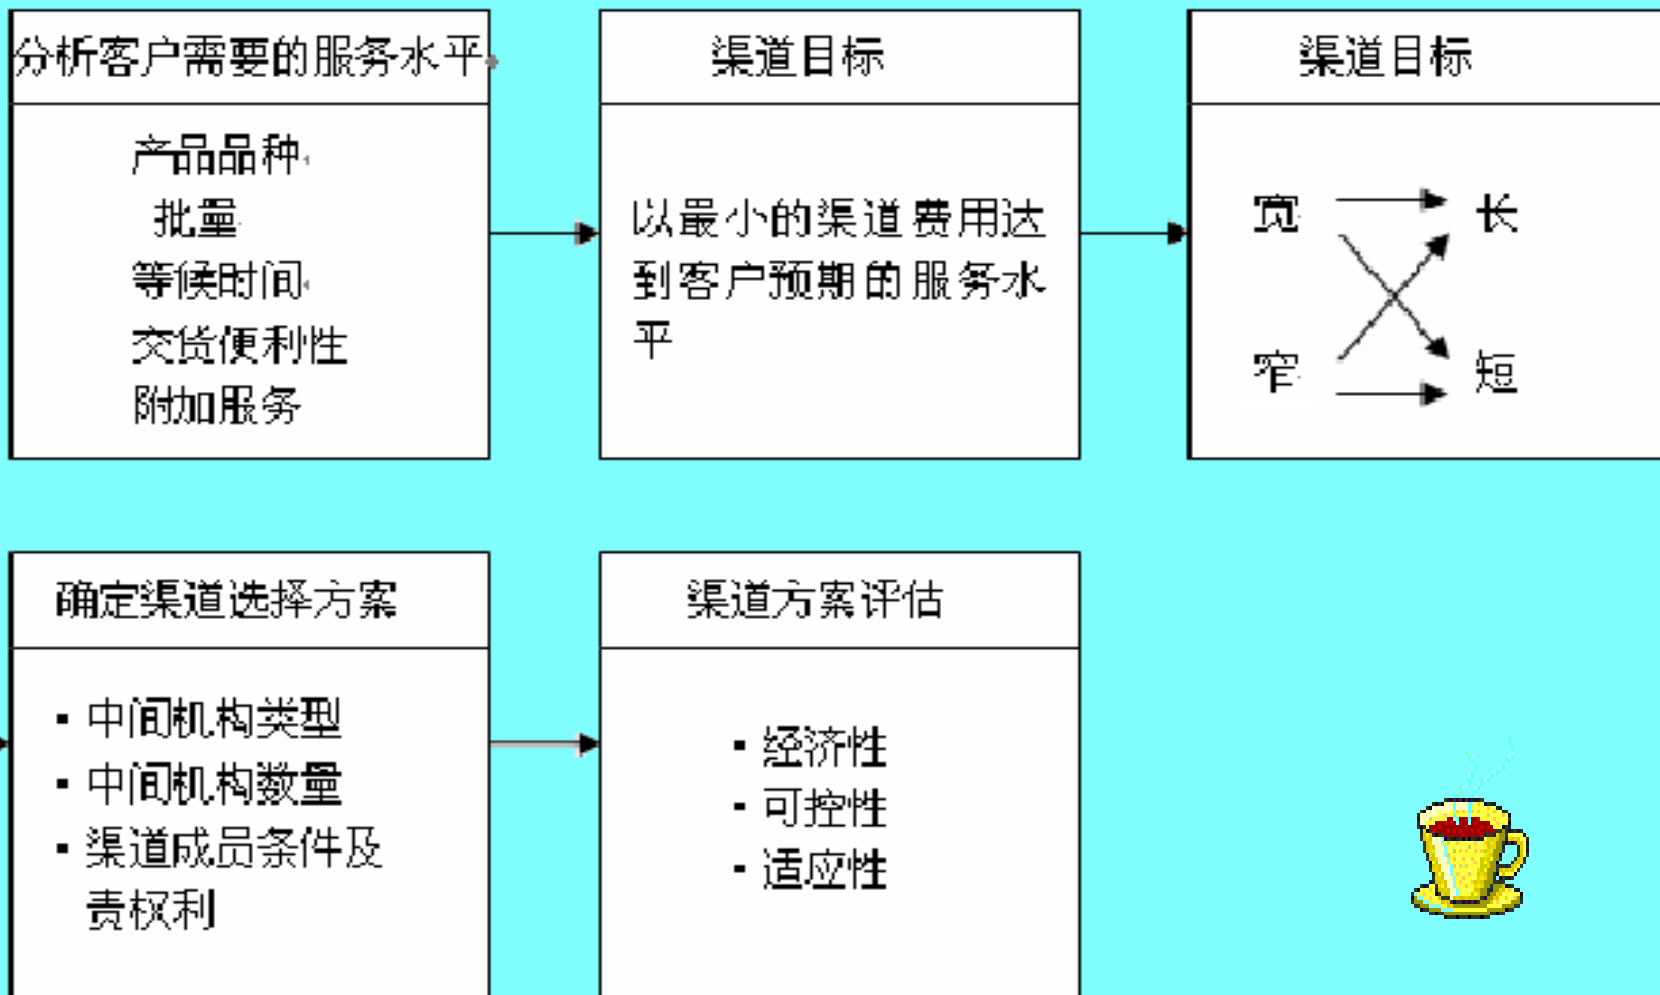 分析客户需要的服务水平
产品品种
批量
等候时间
交货便利性
附加服务
渠道目标
以最小的渠道费用达
到客户预期的服务水
平
渠道目标
宽 长
窄 短
确定渠道选择方案
▪ 中间机构类型
▪ 中间机构数量
▪ 渠道成员条件及
责权利
渠道方案评估
▪ 经济性
▪ 可控性
▪ 适应性